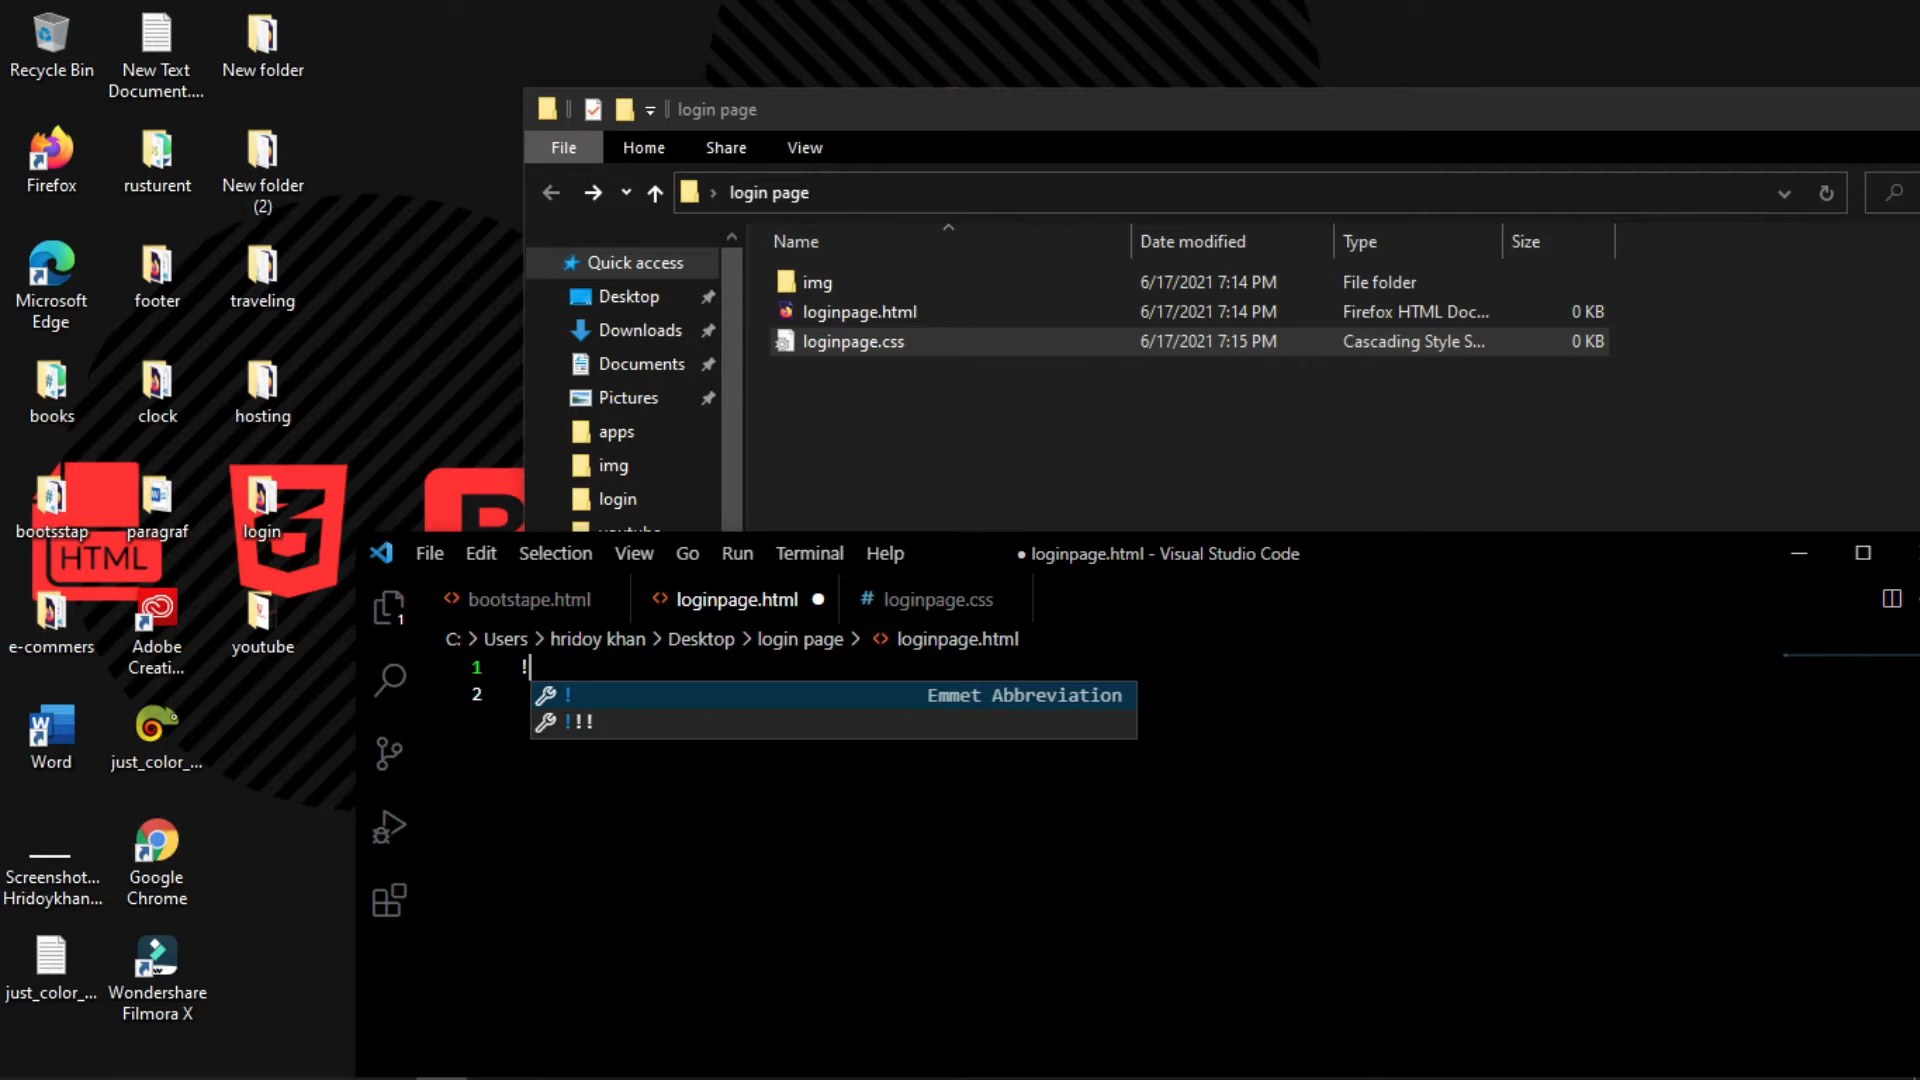 Recycle Bin
New Text
Document....
New folder
Firefox
rusturent
New folder
(2)
Microsoft
Edge
footer
traveling
books
clock
hosting
HTML
bootsstap
paragraf
login
e-commers
Adobe
Creati...
youtube
Word
just_color_...
Screenshot...
Hridoykhan...
Google
Chrome
just_color_...
Wondershare
Filmora X
login page
File Home Share View
login page
Name Date modified Type Size
Quick access
Desktop
Downloads
Documents
Pictures
apps
img
login
img 6/17/2021 7:14 PM File folder
loginpage.html 6/17/2021 7:14 PM Firefox HTML Doc... 0 KB
loginpage.css 6/17/2021 7:15 PM Cascading Style S... 0 KB
File Edit Selection View Go Run Terminal Help ● loginpage.html - Visual Studio Code
1
<> bootstape.html <> loginpage.html ● # loginpage.css
C: > Users > hridoy khan > Desktop > login page > <> loginpage.html
1 !
2
! Emmet Abbreviation
!!!